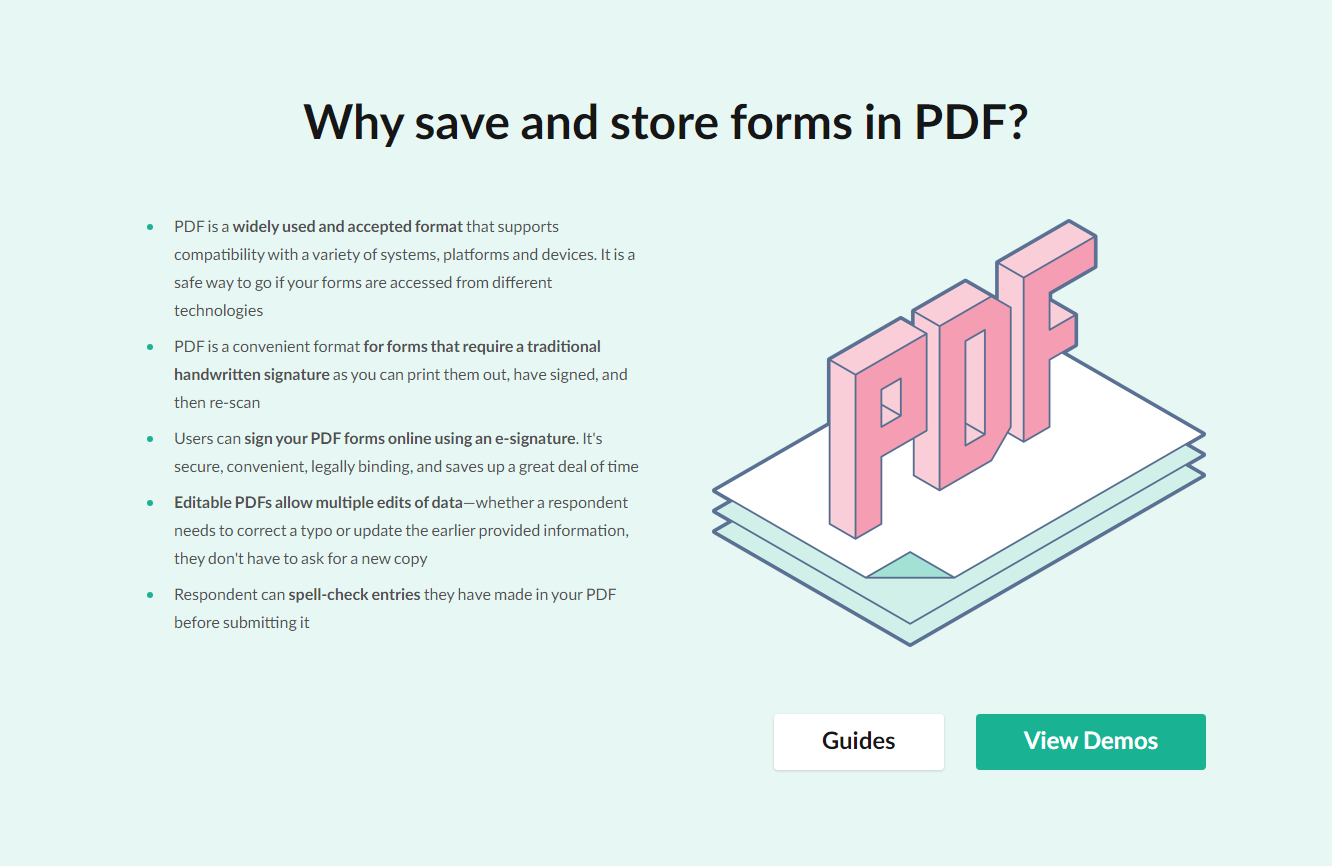 Why save and store forms in PDF?
PDF is a widely used and accepted format that supports
compatibility with a variety of systems, platforms and devices. It is a
safe way to go if your forms are accessed from different
technologies
PDF is a convenient format for forms that require a traditional
handwritten signature as you can print them out, have signed, and
then re-scan
Users can sign your PDF forms online using an e-signature. It's
secure, convenient, legally binding, and saves up a great deal of time
Editable PDFs allow multiple edits of data—whether a respondent
needs to correct a typo or update the earlier provided information,
they don't have to ask for a new copy
Respondent can spell-check entries they have made in your PDF
before submitting it
PDF
Guides
View Demos